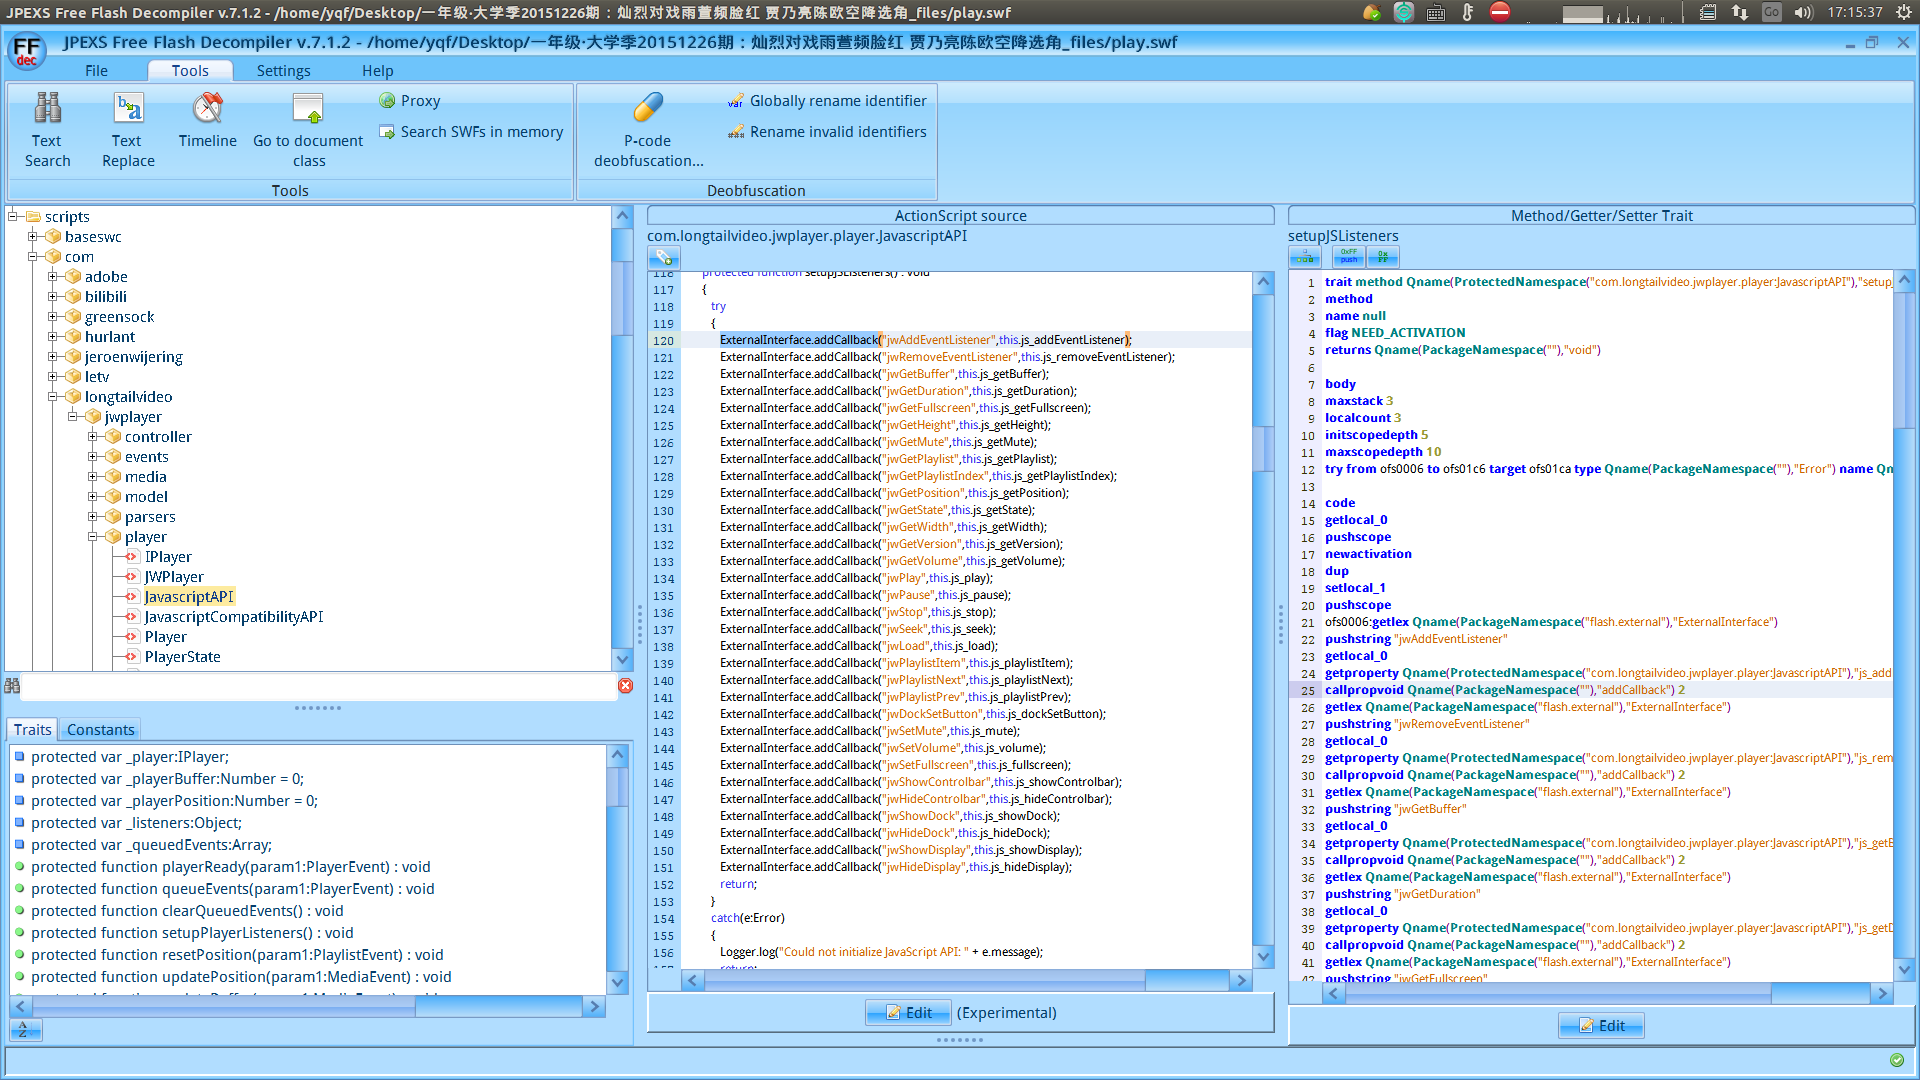 JPEXS Free Flash Decompiler v.7.1.2 - /home/yqf/Desktop/一年级·大学季20151226期：灿烈对戏雨萱频脸红 贾乃亮陈欧空降选角_files/play.swf
Go
17:15:37
FF
dec
JPEXS Free Flash Decompiler v.7.1.2 - /home/yqf/Desktop/一年级·大学季20151226期：灿烈对戏雨萱频脸红 贾乃亮陈欧空降选角_files/play.swf
File
Tools
Settings
Help
Text Search
Text Replace
Timeline
Go to document class
Proxy
Search SWFs in memory
Tools
P-code deobfuscation...
Globally rename identifier
Rename invalid identifiers
Deobfuscation
scripts
baseswc
com
adobe
bilibili
greensock
hurlant
jeroenwijering
letv
longtailvideo
jwplayer
controller
events
media
model
parsers
player
IPlayer
JWPlayer
JavascriptAPI
JavascriptCompatibilityAPI
Player
PlayerState
Traits
Constants
protected var _player:IPlayer;
protected var _playerBuffer:Number = 0;
protected var _playerPosition:Number = 0;
protected var _listeners:Object;
protected var _queuedEvents:Array;
protected function playerReady(param1:PlayerEvent) : void
protected function queueEvents(param1:PlayerEvent) : void
protected function clearQueuedEvents() : void
protected function setupPlayerListeners() : void
protected function resetPosition(param1:PlaylistEvent) : void
protected function updatePosition(param1:MediaEvent) : void
ActionScript source
com.longtailvideo.jwplayer.player.JavascriptAPI
116 protected function setupJSListeners() : void
117 {
118 try
119 {
120 ExternalInterface.addCallback("jwAddEventListener",this.js_addEventListener);
121 ExternalInterface.addCallback("jwRemoveEventListener",this.js_removeEventListener);
122 ExternalInterface.addCallback("jwGetBuffer",this.js_getBuffer);
123 ExternalInterface.addCallback("jwGetDuration",this.js_getDuration);
124 ExternalInterface.addCallback("jwGetFullscreen",this.js_getFullscreen);
125 ExternalInterface.addCallback("jwGetHeight",this.js_getHeight);
126 ExternalInterface.addCallback("jwGetMute",this.js_getMute);
127 ExternalInterface.addCallback("jwGetPlaylist",this.js_getPlaylist);
128 ExternalInterface.addCallback("jwGetPlaylistIndex",this.js_getPlaylistIndex);
129 ExternalInterface.addCallback("jwGetPosition",this.js_getPosition);
130 ExternalInterface.addCallback("jwGetState",this.js_getState);
131 ExternalInterface.addCallback("jwGetWidth",this.js_getWidth);
132 ExternalInterface.addCallback("jwGetVersion",this.js_getVersion);
133 ExternalInterface.addCallback("jwGetVolume",this.js_getVolume);
134 ExternalInterface.addCallback("jwPlay",this.js_play);
135 ExternalInterface.addCallback("jwPause",this.js_pause);
136 ExternalInterface.addCallback("jwStop",this.js_stop);
137 ExternalInterface.addCallback("jwSeek",this.js_seek);
138 ExternalInterface.addCallback("jwLoad",this.js_load);
139 ExternalInterface.addCallback("jwPlaylistItem",this.js_playlistItem);
140 ExternalInterface.addCallback("jwPlaylistNext",this.js_playlistNext);
141 ExternalInterface.addCallback("jwPlaylistPrev",this.js_playlistPrev);
142 ExternalInterface.addCallback("jwDockSetButton",this.js_dockSetButton);
143 ExternalInterface.addCallback("jwSetMute",this.js_mute);
144 ExternalInterface.addCallback("jwSetVolume",this.js_volume);
145 ExternalInterface.addCallback("jwSetFullscreen",this.js_fullscreen);
146 ExternalInterface.addCallback("jwShowControlbar",this.js_showControlbar);
147 ExternalInterface.addCallback("jwHideControlbar",this.js_hideControlbar);
148 ExternalInterface.addCallback("jwShowDock",this.js_showDock);
149 ExternalInterface.addCallback("jwHideDock",this.js_hideDock);
150 ExternalInterface.addCallback("jwShowDisplay",this.js_showDisplay);
151 ExternalInterface.addCallback("jwHideDisplay",this.js_hideDisplay);
152 return;
153 }
154 catch(e:Error)
155 {
156 Logger.log("Could not initialize JavaScript API: " + e.message);
157 return;
Edit (Experimental)
Method/Getter/Setter Trait
setupJSListeners
1 trait method Qname(ProtectedNamespace("com.longtailvideo.jwplayer.player:JavascriptAPI"),"setup
2 method
3 name null
4 flag NEED_ACTIVATION
5 returns Qname(PackageNamespace(""),"void")
6
7 body
8 maxstack 3
9 localcount 3
10 initscopedepth 5
11 maxscopedepth 10
12 try from ofs0006 to ofs01c6 target ofs01ca type Qname(PackageNamespace(""),"Error") name Qn
13
14 code
15 getlocal_0
16 pushscope
17 newactivation
18 dup
19 setlocal_1
20 pushscope
21 ofs0006:getlex Qname(PackageNamespace("flash.external"),"ExternalInterface")
22 pushstring "jwAddEventListener"
23 getlocal_0
24 getproperty Qname(ProtectedNamespace("com.longtailvideo.jwplayer.player:JavascriptAPI"),"js_add
25 callpropvoid Qname(PackageNamespace(""),"addCallback") 2
26 getlex Qname(PackageNamespace("flash.external"),"ExternalInterface")
27 pushstring "jwRemoveEventListener"
28 getlocal_0
29 getproperty Qname(ProtectedNamespace("com.longtailvideo.jwplayer.player:JavascriptAPI"),"js_rem
30 callpropvoid Qname(PackageNamespace(""),"addCallback") 2
31 getlex Qname(PackageNamespace("flash.external"),"ExternalInterface")
32 pushstring "jwGetBuffer"
33 getlocal_0
34 getproperty Qname(ProtectedNamespace("com.longtailvideo.jwplayer.player:JavascriptAPI"),"js_getB
35 callpropvoid Qname(PackageNamespace(""),"addCallback") 2
36 getlex Qname(PackageNamespace("flash.external"),"ExternalInterface")
37 pushstring "jwGetDuration"
38 getlocal_0
39 getproperty Qname(ProtectedNamespace("com.longtailvideo.jwplayer.player:JavascriptAPI"),"js_getD
40 callpropvoid Qname(PackageNamespace(""),"addCallback") 2
41 getlex Qname(PackageNamespace("flash.external"),"ExternalInterface")
42 pushstring "jwGetFullscreen"
Edit